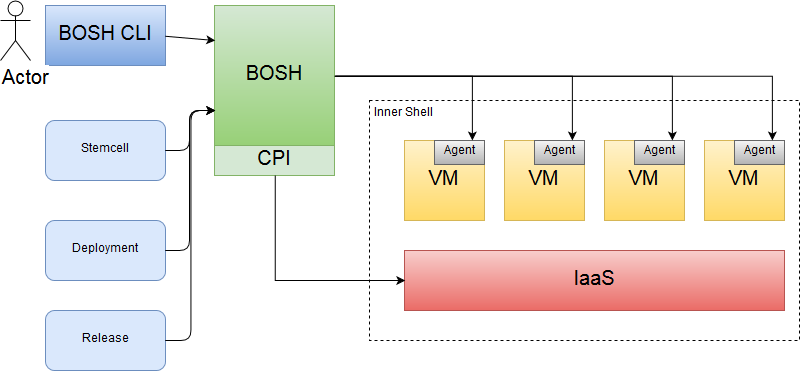 Actor
BOSH CLI
BOSH
CPI
Stemcell
Deployment
Release
Inner Shell
Agent
VM
Agent
VM
Agent
VM
Agent
VM
IaaS